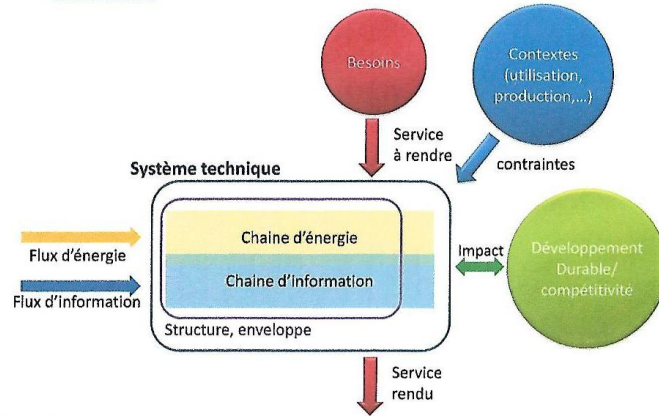 Besoins
Contextes
(utilisation,
production,...)
Service
à rendre
contraintes
Système technique
Flux d'énergie
Chaine d'énergie
Impact
Développement
Durable/
compétitivité
Flux d'information
Chaine d'information
Structure, enveloppe
Service
rendu